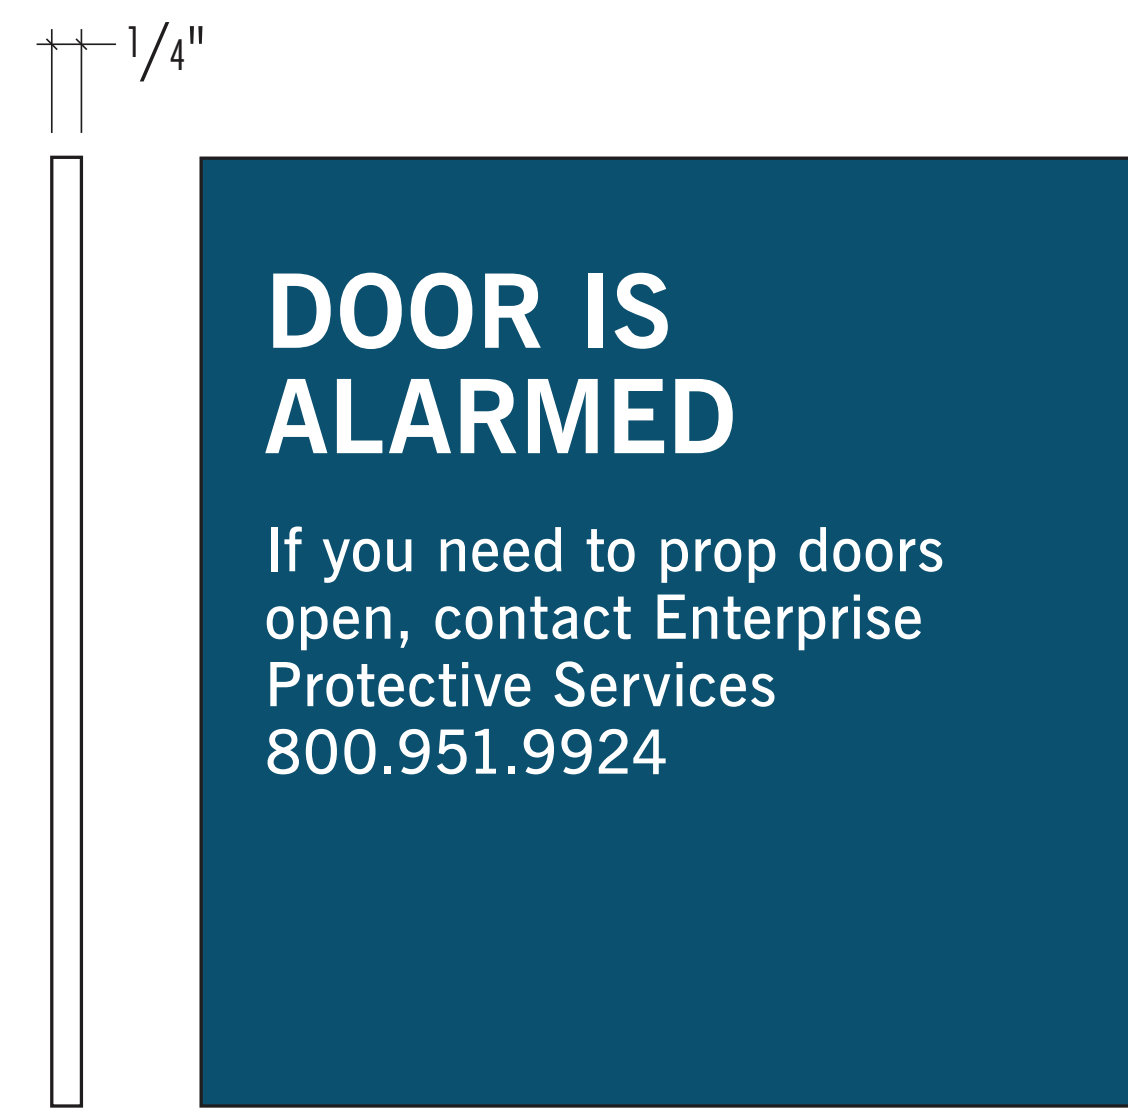 1/4"
DOOR IS
ALARMED
If you need to prop doors
open, contact Enterprise
Protective Services
800.951.9924